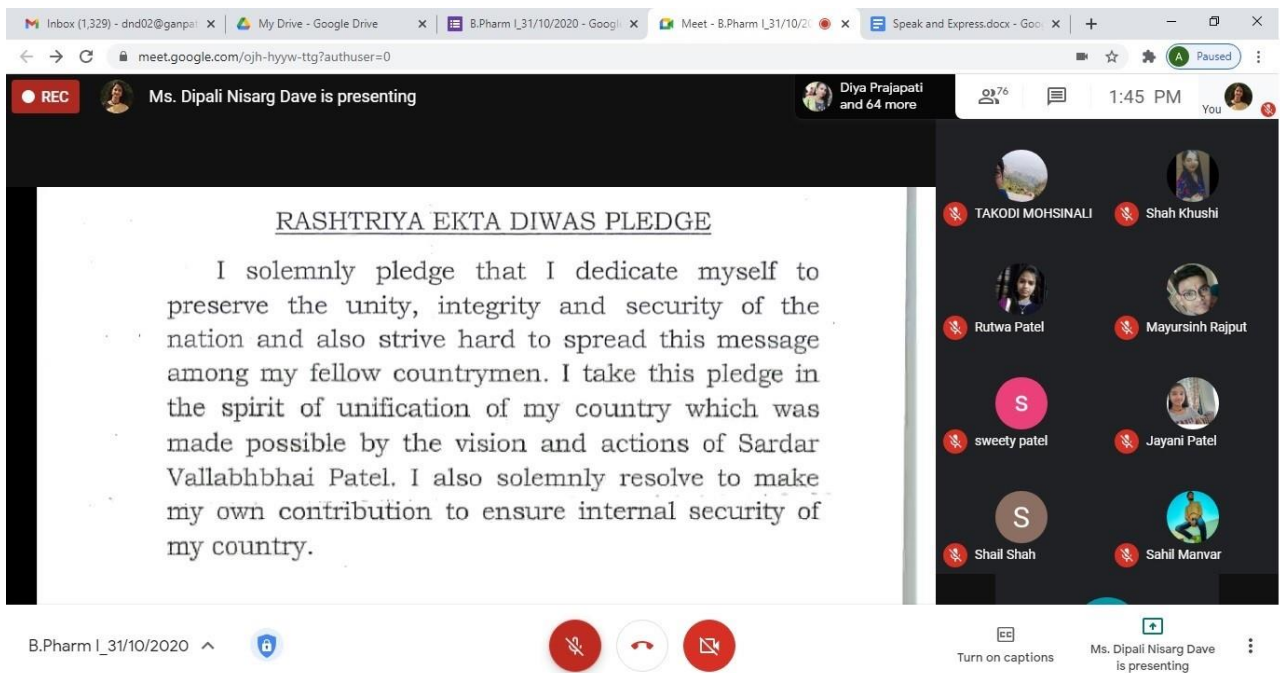 Inbox (1,329) - dnd02@ganpat
My Drive - Google Drive
B.Pharm I_31/10/2020 - Googl
Meet - B.Pharm I_31/10/2
Speak and Express.docx - Goo
meet.google.com/ojh-hyyw-ttg?authuser=0
A Paused
REC
Ms. Dipali Nisarg Dave is presenting
Diya Prajapati
and 64 more
76
1:45 PM
You
RASHTRIYA EKTA DIWAS PLEDGE
I solemnly pledge that I dedicate myself to
preserve the unity, integrity and security of the
nation and also strive hard to spread this message
among my fellow countrymen. I take this pledge in
the spirit of unification of my country which was
made possible by the vision and actions of Sardar
Vallabhbhai Patel. I also solemnly resolve to make
my own contribution to ensure internal security of
my country.
TAKODI MOHSINALI
Shah Khushi
Rutwa Patel
Mayursinh Rajput
S
sweety patel
Jayani Patel
S
Shail Shah
Sahil Manvar
B.Pharm I_31/10/2020
CC
Turn on captions
Ms. Dipali Nisarg Dave
is presenting